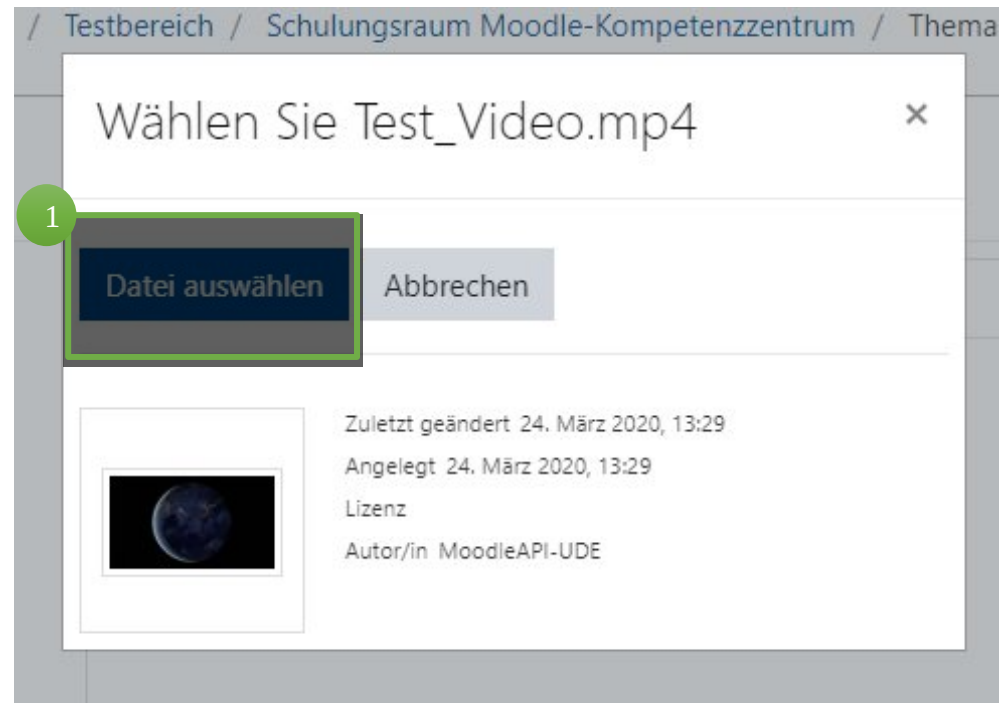 / Testbereich / Schulungsraum Moodle-Kompetenzzentrum / Thema
Wählen Sie Test_Video.mp4 ×
1
Datei auswählen Abbrechen
Zuletzt geändert 24. März 2020, 13:29
Angelegt 24. März 2020, 13:29
Lizenz
Autor/in MoodleAPI-UDE